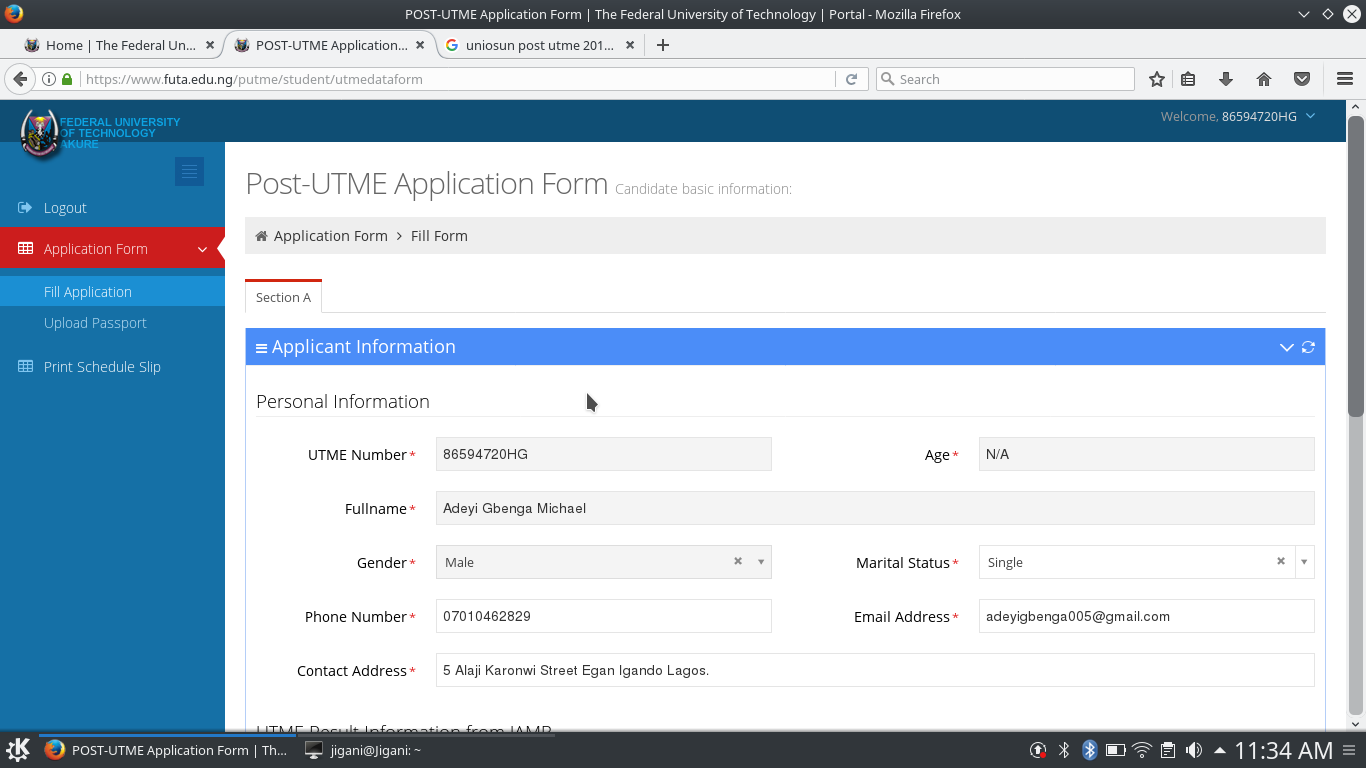 POST-UTME Application Form | The Federal University of Technology | Portal - Mozilla Firefox
Home | The Federal Un...
POST-UTME Application...
uniosun post utme 201...
https://www.futa.edu.ng/putme/student/utmedataform
Search
FEDERAL UNIVERSITY
OF TECHNOLOGY
AKURE
Welcome, 86594720HG
Logout
Application Form
Fill Application
Upload Passport
Print Schedule Slip
Post-UTME Application Form Candidate basic information:
Application Form > Fill Form
Section A
Applicant Information
Personal Information
UTME Number* 86594720HG
Age* N/A
Fullname* Adeyi Gbenga Michael
Gender* Male
Marital Status* Single
Phone Number* 07010462829
Email Address* adeyigbenga005@gmail.com
Contact Address* 5 Alaji Karonwi Street Egan Igando Lagos.
UTME Result Information from JAMB
POST-UTME Application Form | Th...
jigani@Jigani: ~
11:34 AM